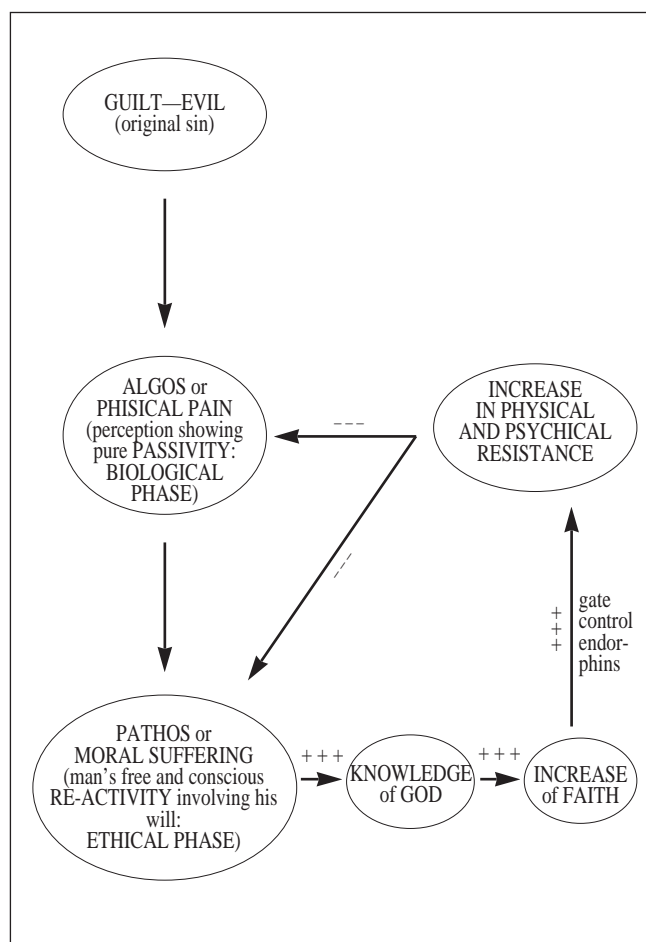 GUILT—EVIL
(original sin)
ALGOS or
PHISICAL PAIN
(perception showing
pure PASSIVITY:
BIOLOGICAL
PHASE)
INCREASE
IN PHYSICAL
AND PSYCHICAL
RESISTANCE
---
---
+++
gate
control
endor-
phins
PATHOS or
MORAL SUFFERING
(man's free and conscious
RE-ACTIVITY involving his
will:
ETHICAL PHASE)
+++
KNOWLEDGE
of GOD
+++
INCREASE
of FAITH